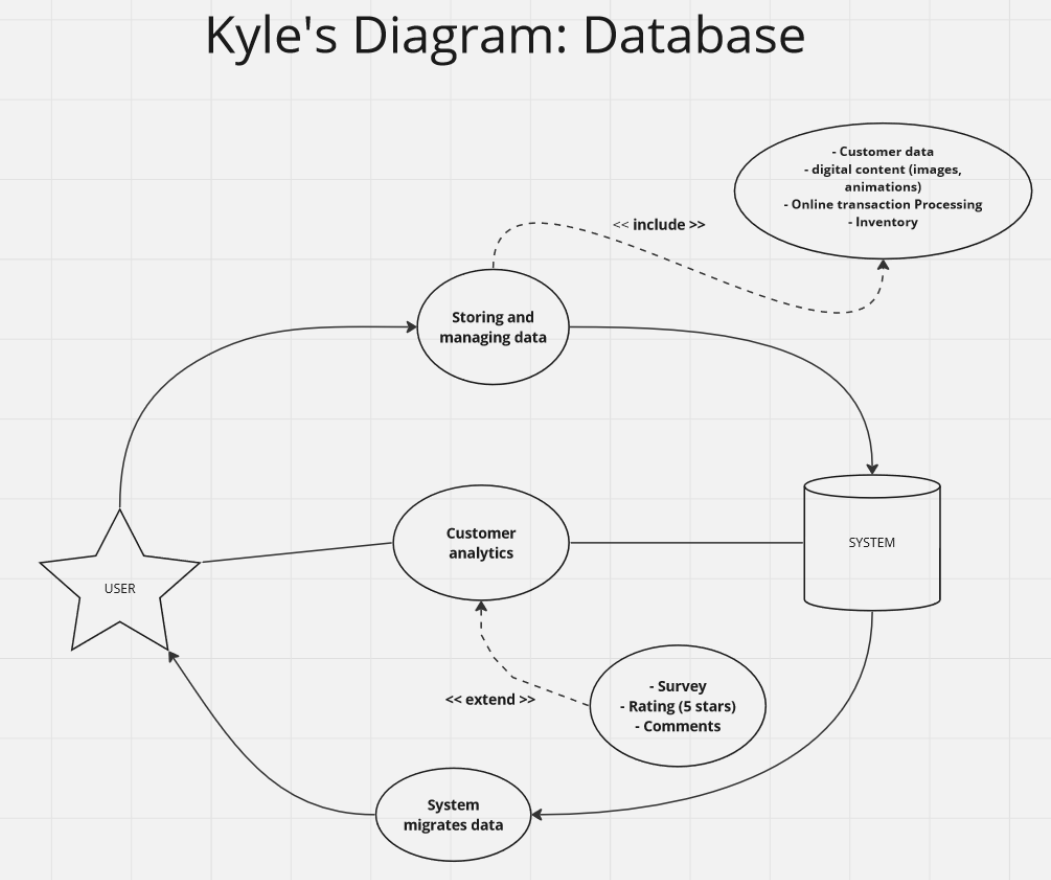 Kyle's Diagram: Database
- Customer data
- digital content (images,
animations)
- Online transaction Processing
- Inventory
<< include >>
Storing and
managing data
Customer
analytics
SYSTEM
USER
- Survey
- Rating (5 stars)
- Comments
<< extend >>
System
migrates data